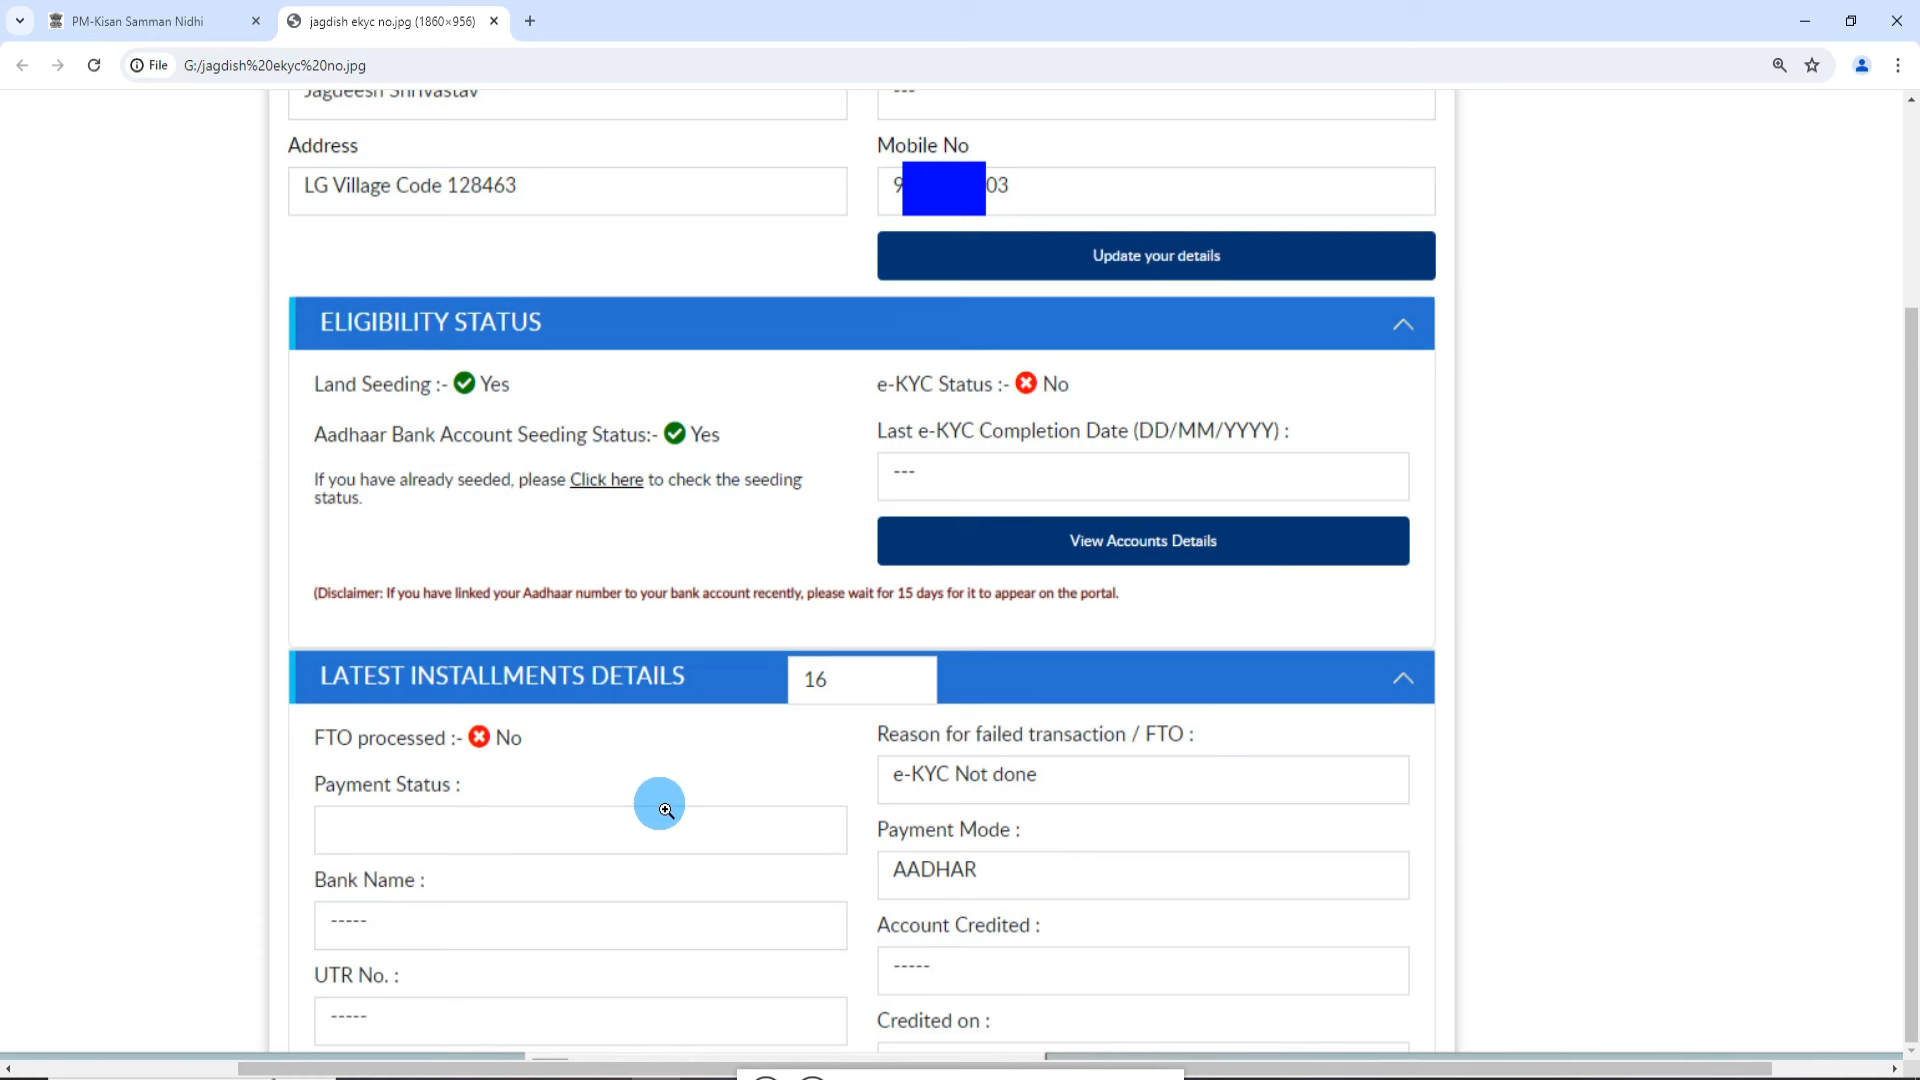 PM-Kisan Samman Nidhi
jagdish ekyc no.jpg (1860×956)
File
G:/jagdish%20ekyc%20no.jpg
Jagdeesh Shrivastav
---
Address
Mobile No
LG Village Code 128463
9 03
Update your details
ELIGIBILITY STATUS
Land Seeding :- Yes
e-KYC Status :- No
Aadhaar Bank Account Seeding Status:- Yes
Last e-KYC Completion Date (DD/MM/YYYY) :
---
If you have already seeded, please Click here to check the seeding
status.
View Accounts Details
(Disclaimer: If you have linked your Aadhaar number to your bank account recently, please wait for 15 days for it to appear on the portal.
LATEST INSTALLMENTS DETAILS
16
FTO processed :- No
Reason for failed transaction / FTO :
e-KYC Not done
Payment Status :
Payment Mode :
AADHAR
Bank Name :
-----
Account Credited :
-----
UTR No. :
-----
Credited on :